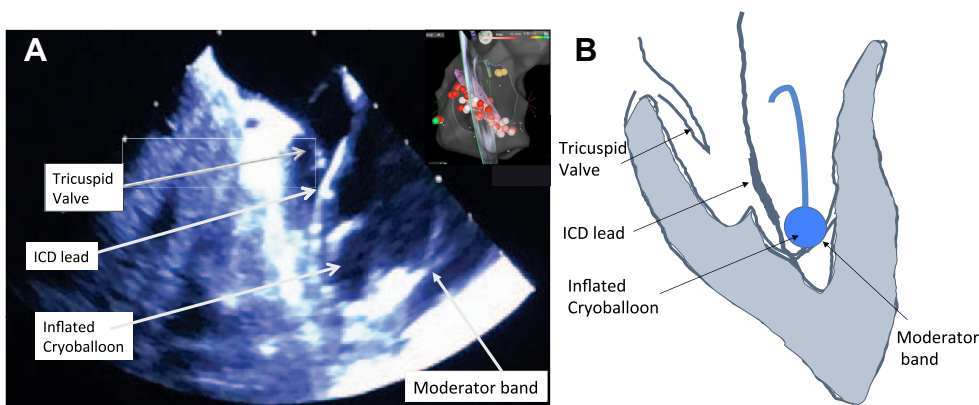 A
Tricuspid
Valve
ICD lead
Inflated
Cryoballoon
Moderator band
B
Tricuspid
Valve
ICD lead
Inflated
Cryoballoon
Moderator
band